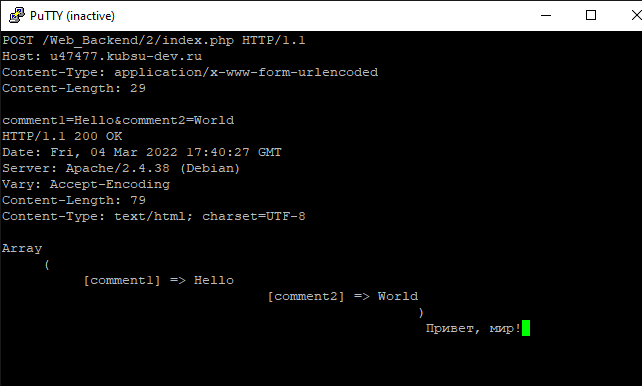 PuTTY (inactive)
POST /Web_Backend/2/index.php HTTP/1.1
Host: u47477.kubsu-dev.ru
Content-Type: application/x-www-form-urlencoded
Content-Length: 29
comment1=Hello&comment2=World
HTTP/1.1 200 OK
Date: Fri, 04 Mar 2022 17:40:27 GMT
Server: Apache/2.4.38 (Debian)
Vary: Accept-Encoding
Content-Length: 79
Content-Type: text/html; charset=UTF-8
Array
(
[comment1] => Hello
[comment2] => World
)
Привет, мир!